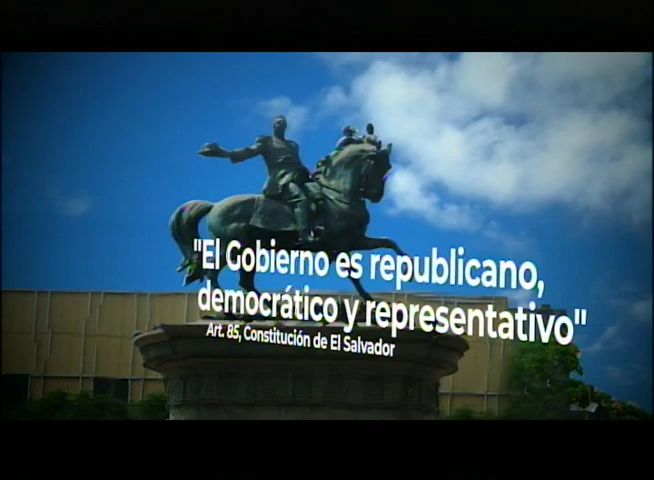 "El Gobierno es republicano,
democrático y representativo"
Art. 85, Constitución de El Salvador